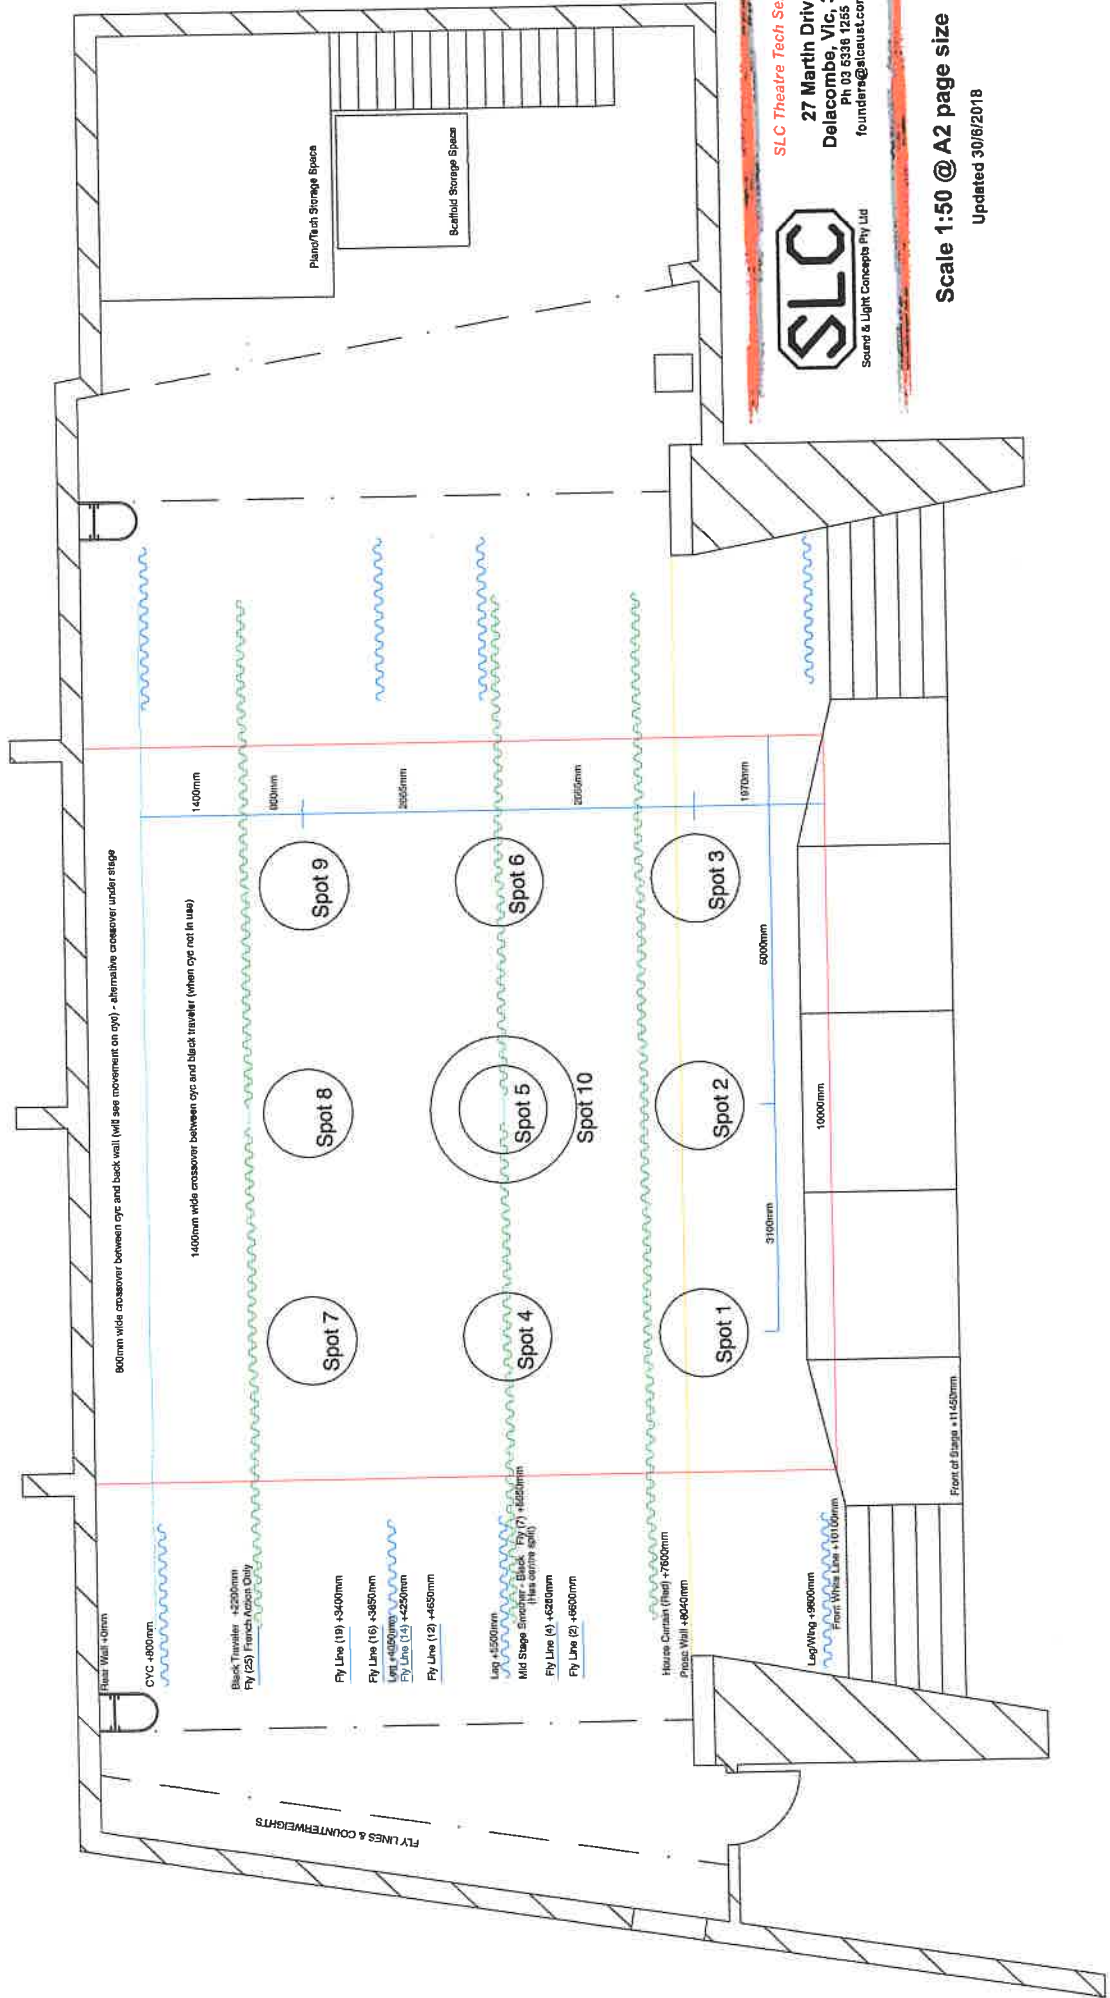 Piano/Tech Storage Space
Scaffold Storage Space
SLC Theatre Tech Se
27 Martin Driv
Delacombe, Vic,
Ph 03 5336 1255
founders@slcaust.com
SLC
Sound & Light Concepts Pty Ltd
Scale 1:50 @ A2 page size
Updated 30/6/2018
800mm wide crossover between cyc and back wall (will see movement on cyc) - alternative crossover under stage
1400mm wide crossover between cyc and black traveler (when cyc not in use)
1400mm
800mm
2665mm
2665mm
1970mm
Spot 7
Spot 8
Spot 9
Spot 4
Spot 5
Spot 6
Spot 10
Spot 1
Spot 2
Spot 3
3100mm
6000mm
10000mm
Rear Wall +0mm
CYC +800mm
Black Traveler +2200mm
Fly (25) French Action Only
Fly Line (19) +3400mm
Fly Line (16) +3850mm
Leg +4050mm
Fly Line (14) +4250mm
Fly Line (12) +4650mm
Leg +5500mm
Mid Stage Smother - Black Fly (7) +5650mm
(Has centre split)
Fly Line (4) +6280mm
Fly Line (2) +6600mm
House Curtain (Red) +7600mm
Prosc Wall +8040mm
Leg/Wing +9800mm
Front White Line +10100mm
Front of Stage +11450mm
FLY LINES & COUNTERWEIGHTS